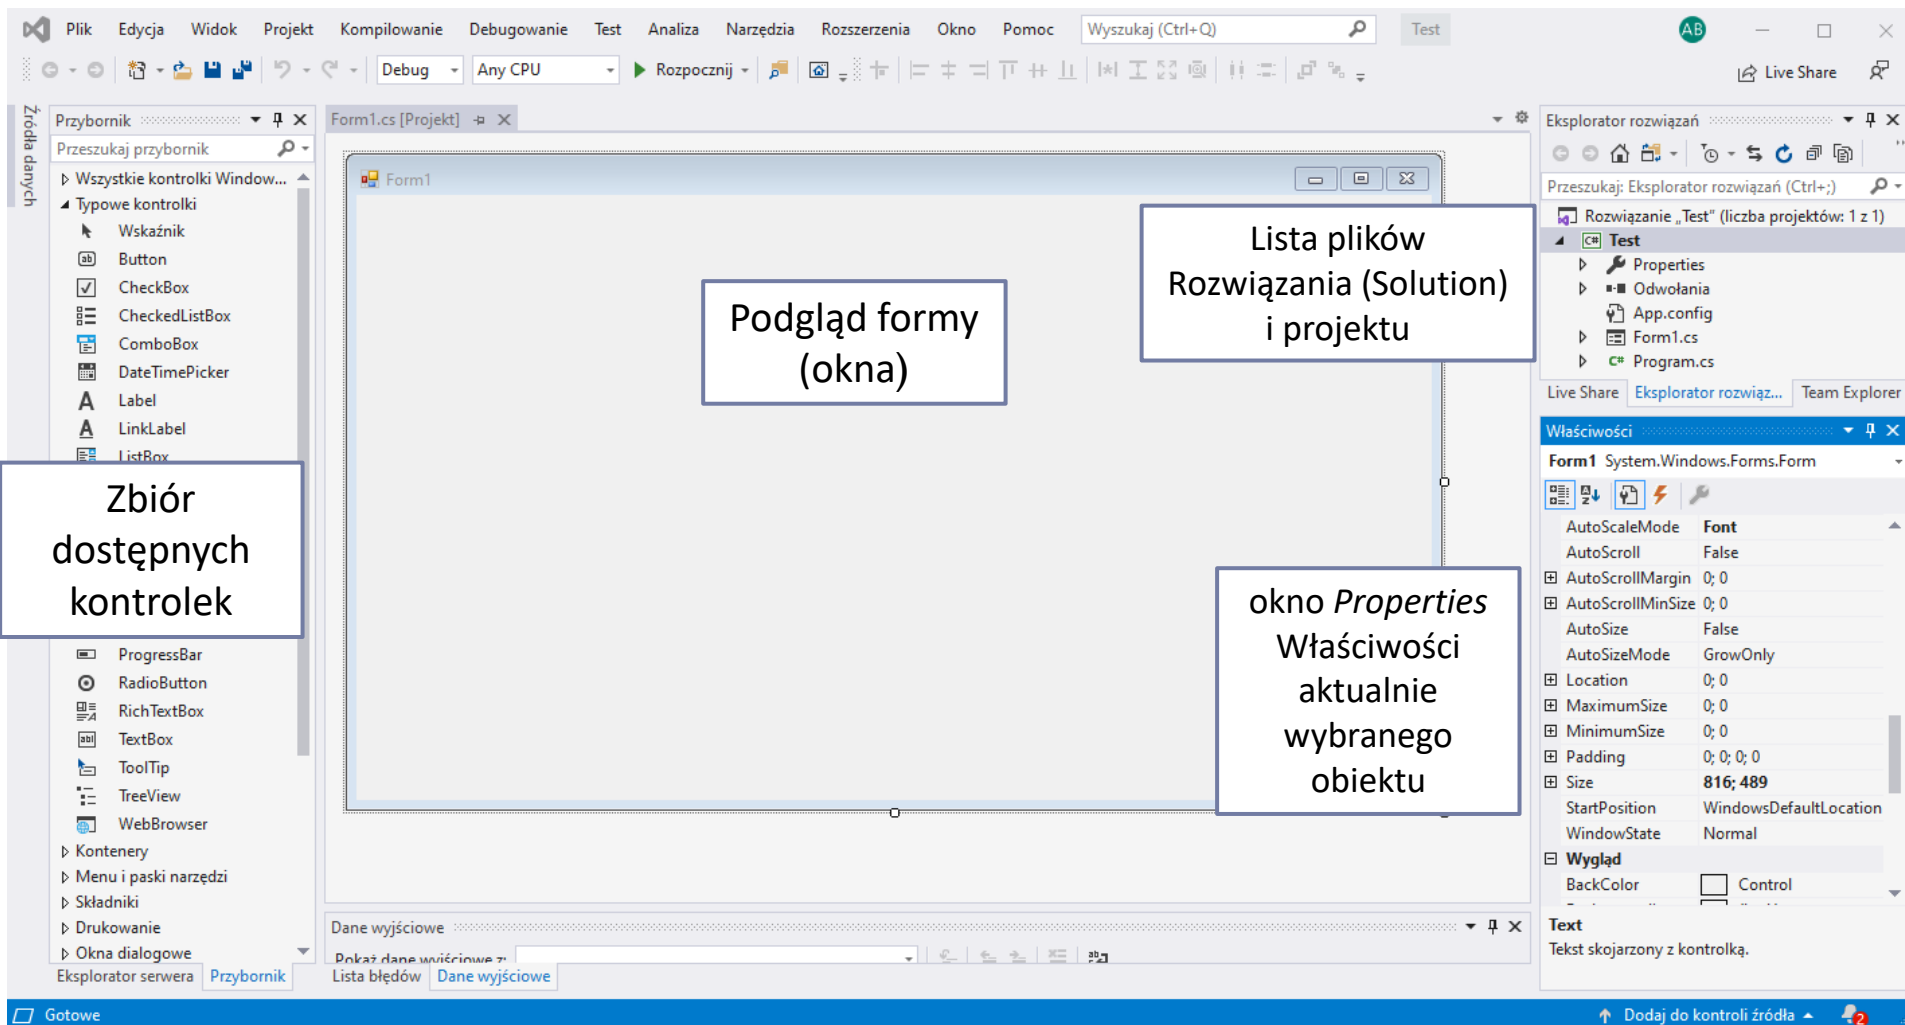 Plik Edycja Widok Projekt Kompilowanie Debugowanie Test Analiza Narzędzia Rozszerzenia Okno Pomoc Wyszukaj (Ctrl+Q) Test AB
Debug Any CPU Rozpocznij Live Share
Źródła danych
Przybornik
Przeszukaj przybornik
Wszystkie kontrolki Window...
Typowe kontrolki
Wskaźnik
Button
CheckBox
CheckedListBox
ComboBox
DateTimePicker
Label
LinkLabel
ListBox
Zbiór
dostępnych
kontrolek
ProgressBar
RadioButton
RichTextBox
TextBox
ToolTip
TreeView
WebBrowser
Kontenery
Menu i paski narzędzi
Składniki
Drukowanie
Okna dialogowe
Eksplorator serwera Przybornik
Form1.cs [Projekt]
Form1
Podgląd formy
(okna)
Lista plików
Rozwiązania (Solution)
i projektu
okno Properties
Właściwości
aktualnie
wybranego
obiektu
Dane wyjściowe
Pokaż dane wyjściowe z:
Lista błędów Dane wyjściowe
Eksplorator rozwiązań
Przeszukaj: Eksplorator rozwiązań (Ctrl+;)
Rozwiązanie „Test" (liczba projektów: 1 z 1)
C# Test
Properties
Odwołania
App.config
Form1.cs
C# Program.cs
Live Share Eksplorator rozwiąz... Team Explorer
Właściwości
Form1 System.Windows.Forms.Form
AutoScaleMode Font
AutoScroll False
AutoScrollMargin 0; 0
AutoScrollMinSize 0; 0
AutoSize False
AutoSizeMode GrowOnly
Location 0; 0
MaximumSize 0; 0
MinimumSize 0; 0
Padding 0; 0; 0; 0
Size 816; 489
StartPosition WindowsDefaultLocation
WindowState Normal
Wygląd
BackColor Control
Text
Tekst skojarzony z kontrolką.
Gotowe Dodaj do kontroli źródła 2